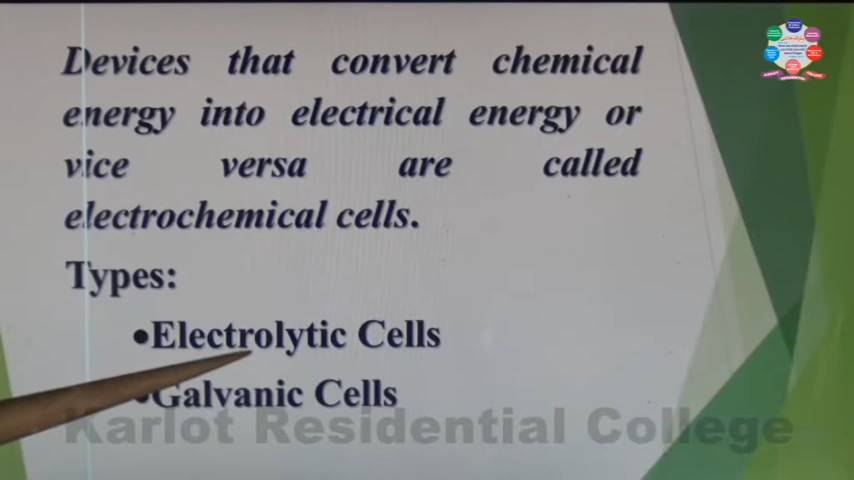 Devices that convert chemical
energy into electrical energy or
vice versa are called
electrochemical cells.
Types:
•Electrolytic Cells
•Galvanic Cells
Karlot Residential College